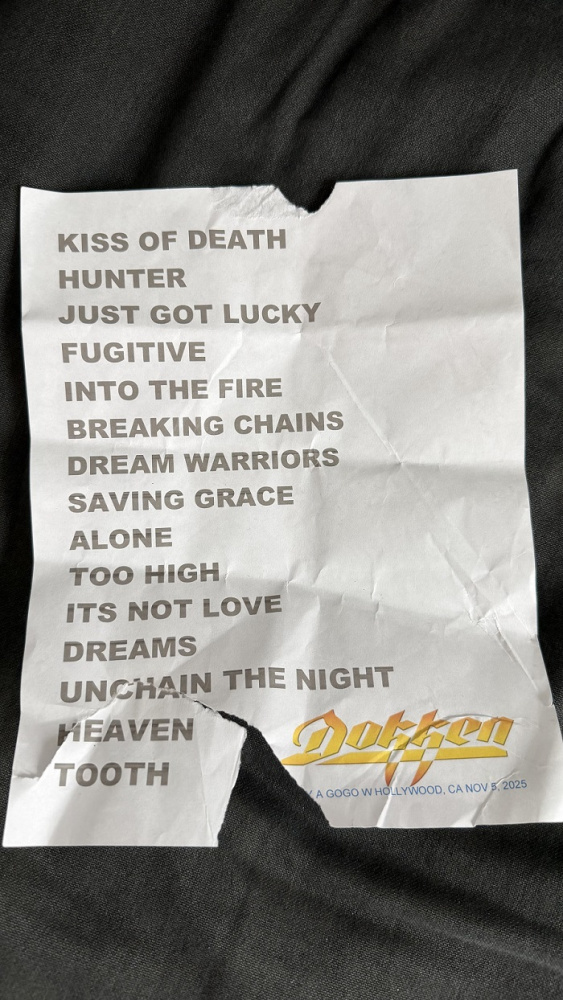 KISS OF DEATH
HUNTER
JUST GOT LUCKY
FUGITIVE
INTO THE FIRE
BREAKING CHAINS
DREAM WARRIORS
SAVING GRACE
ALONE
TOO HIGH
ITS NOT LOVE
DREAMS
UNCHAIN THE NIGHT
HEAVEN
TOOTH
Dokken
A GOGO W HOLLYWOOD, CA NOV 5, 2025